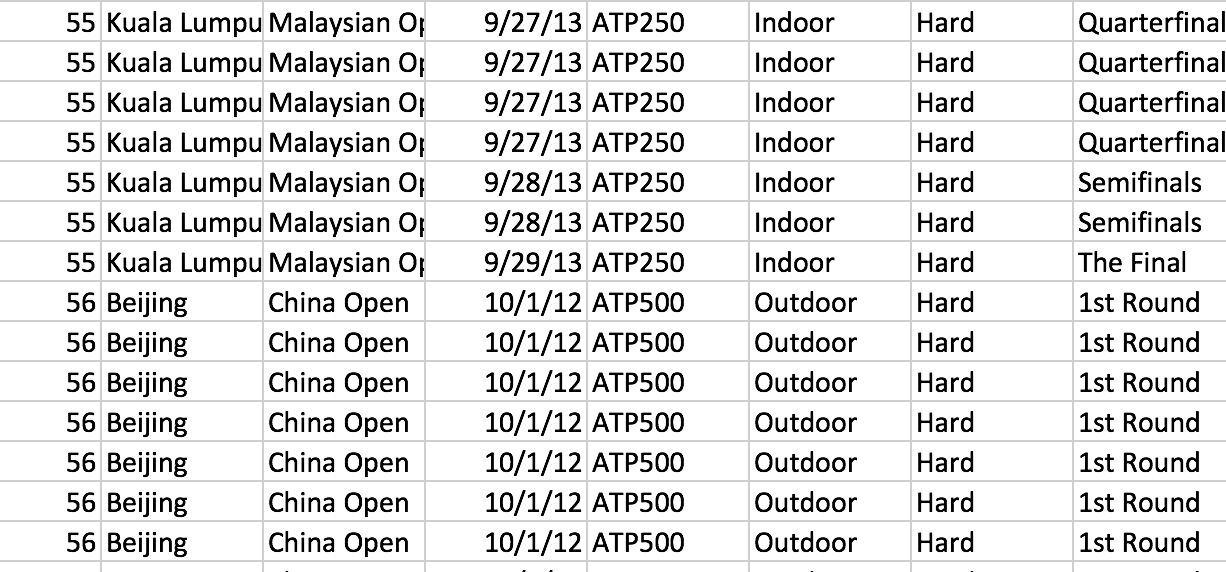 55 Kuala Lumpu Malaysian Op 9/27/13 ATP250 Indoor Hard Quarterfinal
55 Kuala Lumpu Malaysian Op 9/27/13 ATP250 Indoor Hard Quarterfinal
55 Kuala Lumpu Malaysian Op 9/27/13 ATP250 Indoor Hard Quarterfinal
55 Kuala Lumpu Malaysian Op 9/27/13 ATP250 Indoor Hard Quarterfinal
55 Kuala Lumpu Malaysian Op 9/28/13 ATP250 Indoor Hard Semifinals
55 Kuala Lumpu Malaysian Op 9/28/13 ATP250 Indoor Hard Semifinals
55 Kuala Lumpu Malaysian Op 9/29/13 ATP250 Indoor Hard The Final
56 Beijing China Open 10/1/12 ATP500 Outdoor Hard 1st Round
56 Beijing China Open 10/1/12 ATP500 Outdoor Hard 1st Round
56 Beijing China Open 10/1/12 ATP500 Outdoor Hard 1st Round
56 Beijing China Open 10/1/12 ATP500 Outdoor Hard 1st Round
56 Beijing China Open 10/1/12 ATP500 Outdoor Hard 1st Round
56 Beijing China Open 10/1/12 ATP500 Outdoor Hard 1st Round
56 Beijing China Open 10/1/12 ATP500 Outdoor Hard 1st Round